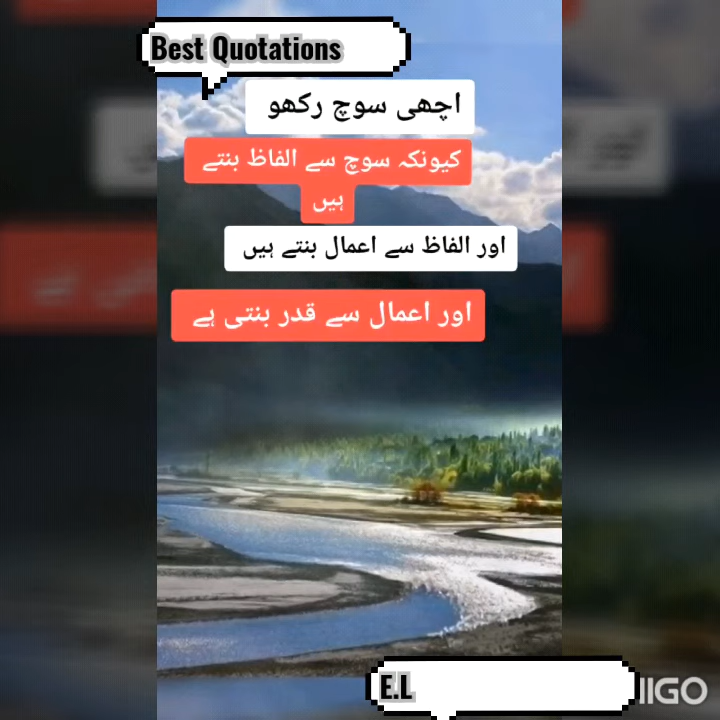 Best Quotations
اچھی سوچ رکھو
کیونکہ سوچ سے الفاظ بنتے
ہیں
اور الفاظ سے اعمال بنتے ہیں
اور اعمال سے قدر بنتی ہے
E.L